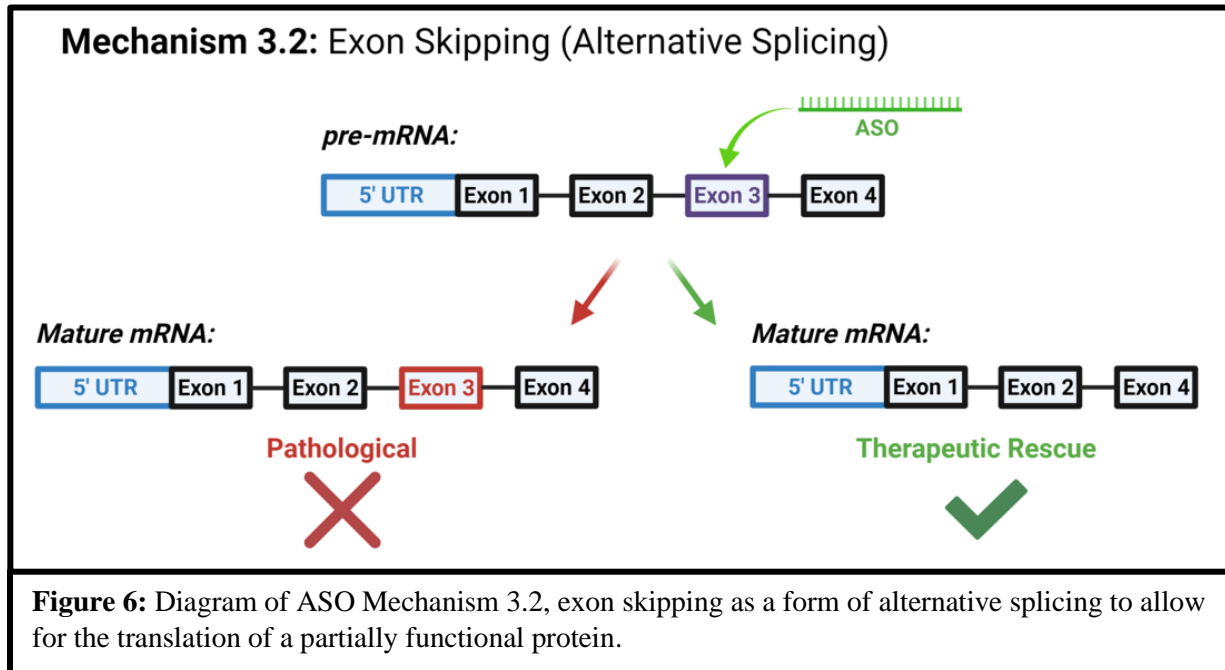 Mechanism 3.2: Exon Skipping (Alternative Splicing)
ASO
pre-mRNA:
5' UTR Exon 1 Exon 2 Exon 3 Exon 4
Mature mRNA:
5' UTR Exon 1 Exon 2 Exon 3 Exon 4
Pathological
Mature mRNA:
5' UTR Exon 1 Exon 2 Exon 4
Therapeutic Rescue
Figure 6: Diagram of ASO Mechanism 3.2, exon skipping as a form of alternative splicing to allow
for the translation of a partially functional protein.